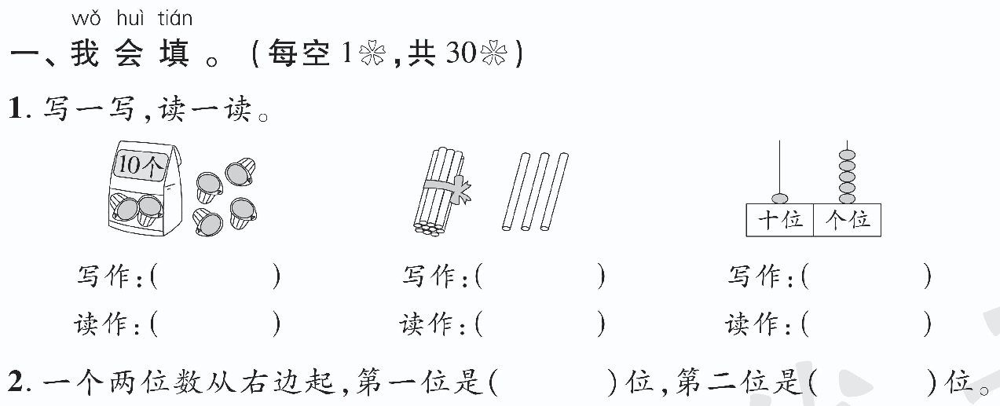 wǒ huì tián
一、我会填。(每空1,共30)
1. 写一写,读一读。
10个
十位 个位
写作:( ) 写作:( ) 写作:( )
读作:( ) 读作:( ) 读作:( )
2. 一个两位数从右边起,第一位是( )位,第二位是( )位。